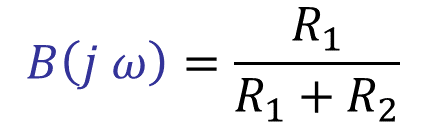 B(j ω) = R₁ / (R₁ + R₂)